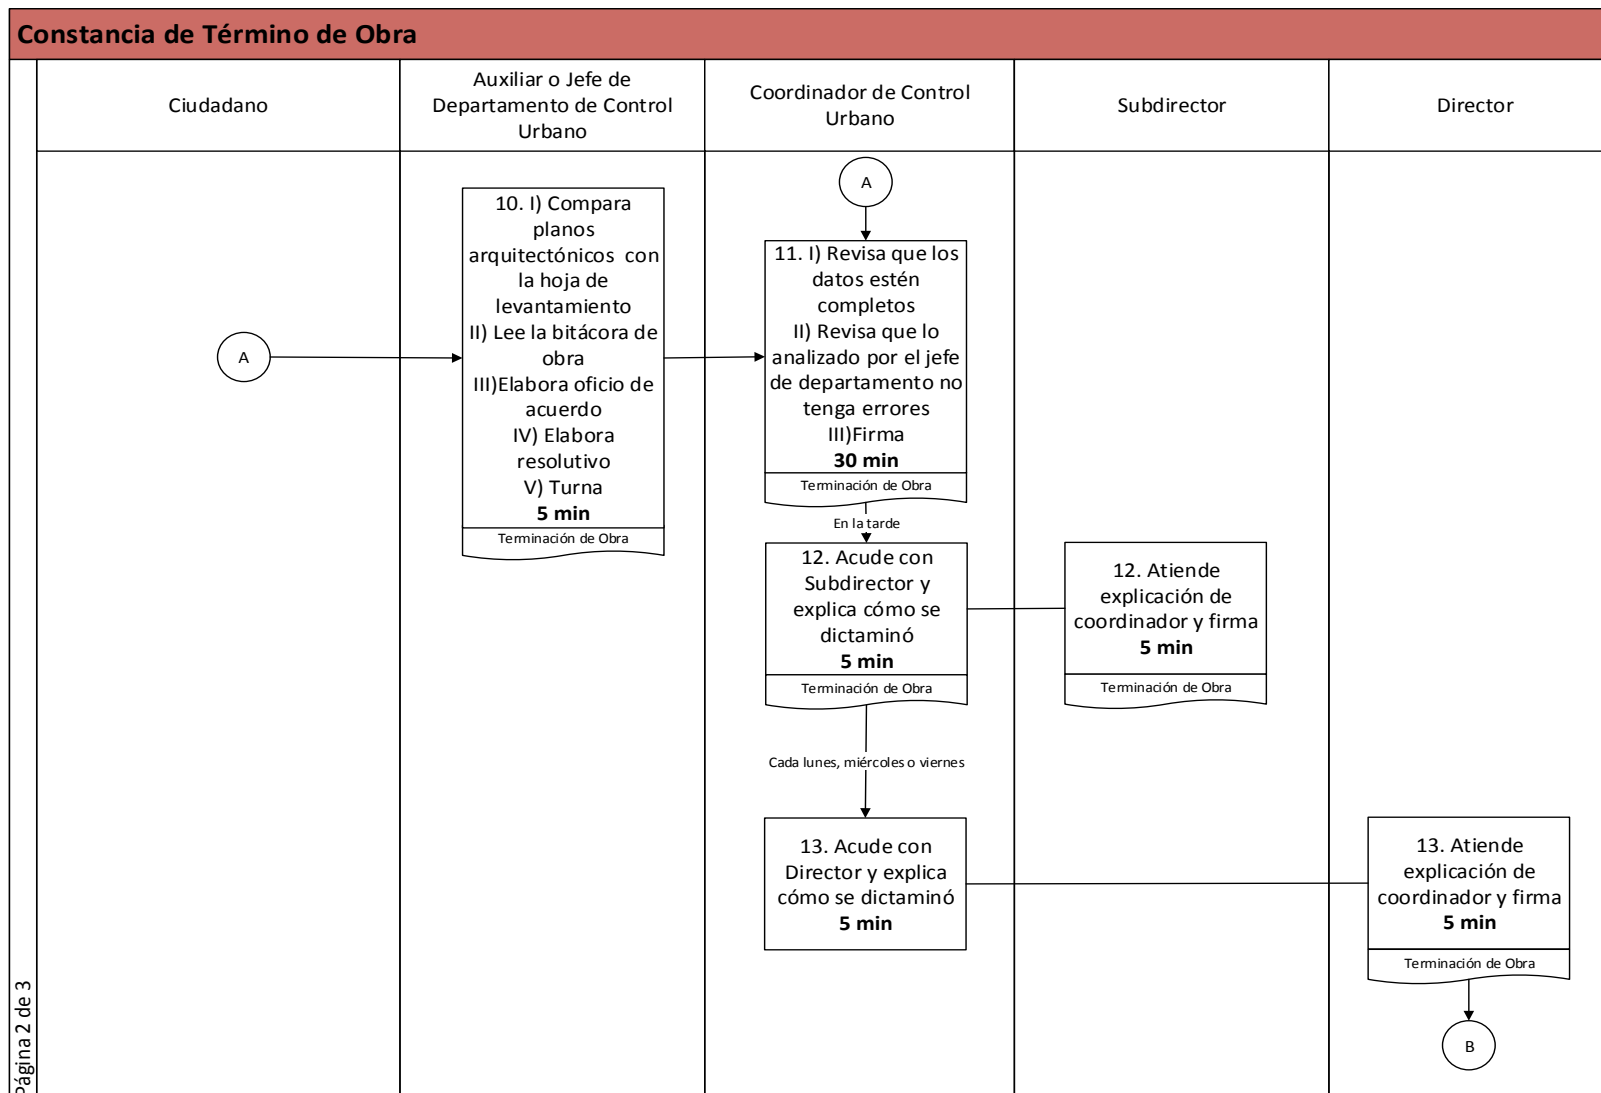 Constancia de Término de Obra
Ciudadano
Auxiliar o Jefe de
Departamento de Control
Urbano
Coordinador de Control
Urbano
Subdirector
Director
A
10. I) Compara
planos
arquitectónicos con
la hoja de
levantamiento
II) Lee la bitácora de
obra
III)Elabora oficio de
acuerdo
IV) Elabora
resolutivo
V) Turna
5 min
Terminación de Obra
A
11. I) Revisa que los
datos estén
completos
II) Revisa que lo
analizado por el jefe
de departamento no
tenga errores
III)Firma
30 min
Terminación de Obra
En la tarde
12. Acude con
Subdirector y
explica cómo se
dictaminó
5 min
Terminación de Obra
12. Atiende
explicación de
coordinador y firma
5 min
Terminación de Obra
Cada lunes, miércoles o viernes
13. Acude con
Director y explica
cómo se dictaminó
5 min
13. Atiende
explicación de
coordinador y firma
5 min
Terminación de Obra
B
Página 2 de 3